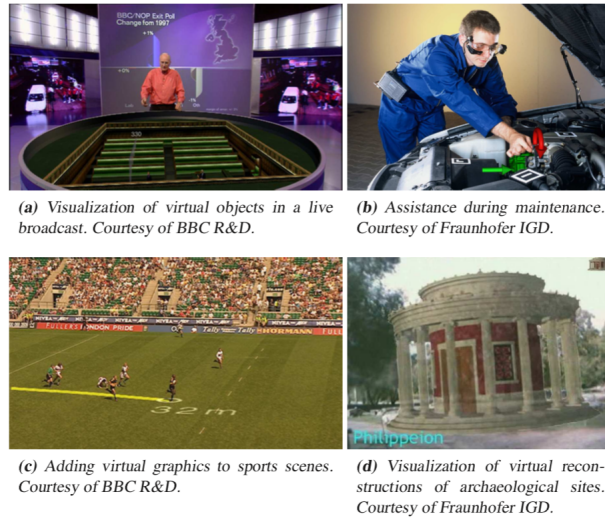 BBC/NOP Exit Poll
Change from 1997
(a) Visualization of virtual objects in a live
broadcast. Courtesy of BBC R&D.
(b) Assistance during maintenance.
Courtesy of Fraunhofer IGD.
FULLERS LONDON PRIDE
Tally
HÖRMANN
32 m
(c) Adding virtual graphics to sports scenes.
Courtesy of BBC R&D.
Philippeion
(d) Visualization of virtual recon-
structions of archaeological sites.
Courtesy of Fraunhofer IGD.